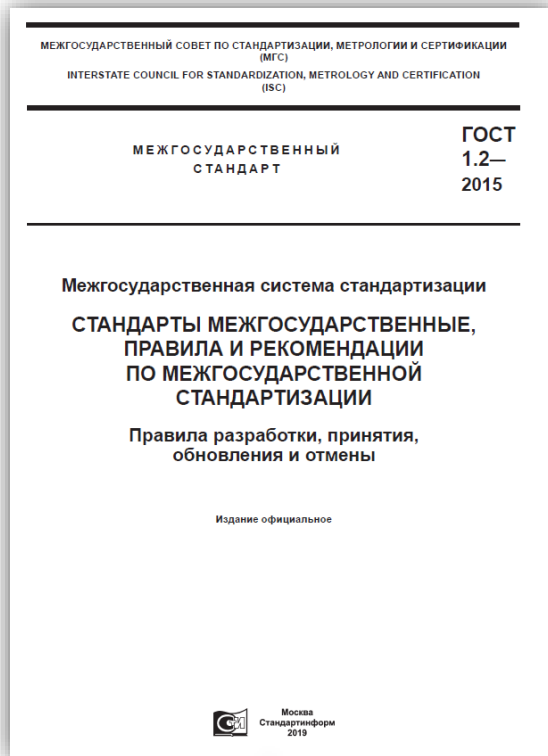 МЕЖГОСУДАРСТВЕННЫЙ СОВЕТ ПО СТАНДАРТИЗАЦИИ, МЕТРОЛОГИИ И СЕРТИФИКАЦИИ
(МГС)
INTERSTATE COUNCIL FOR STANDARDIZATION, METROLOGY AND CERTIFICATION
(ISC)
МЕЖГОСУДАРСТВЕННЫЙ
СТАНДАРТ
ГОСТ
1.2—
2015
Межгосударственная система стандартизации
СТАНДАРТЫ МЕЖГОСУДАРСТВЕННЫЕ,
ПРАВИЛА И РЕКОМЕНДАЦИИ
ПО МЕЖГОСУДАРСТВЕННОЙ
СТАНДАРТИЗАЦИИ
Правила разработки, принятия,
обновления и отмены
Издание официальное
Москва
Стандартинформ
2019